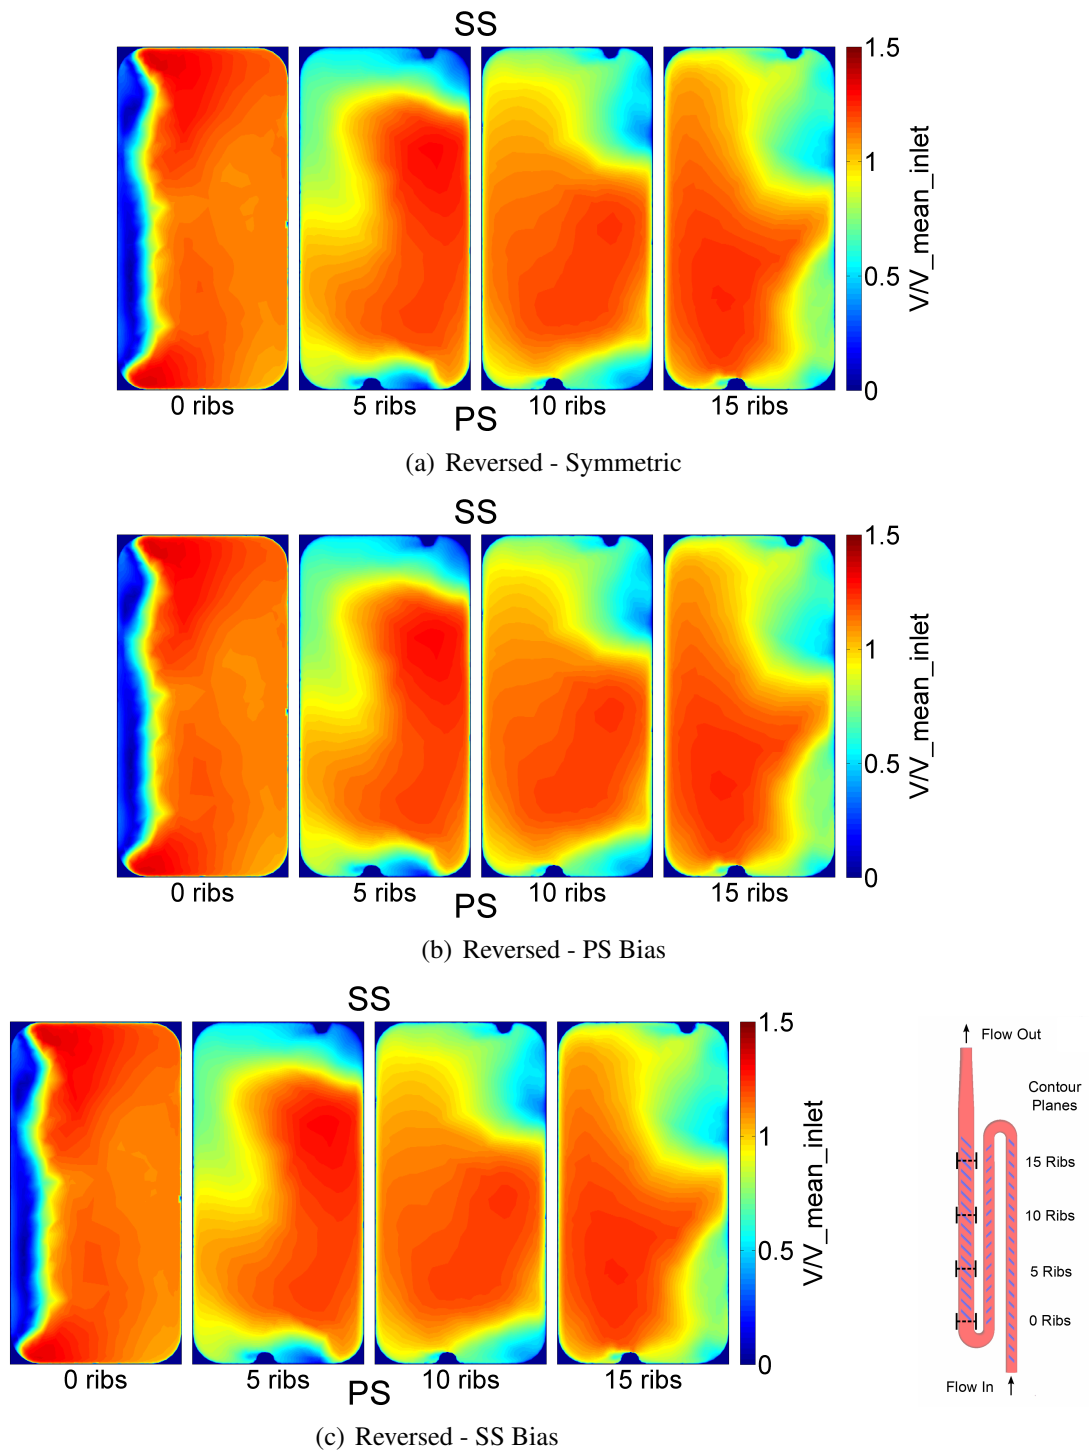 SS
1.5
1
0.5
0
V/V_mean_inlet
0 ribs
5 ribs
10 ribs
15 ribs
PS
(a) Reversed - Symmetric
SS
1.5
1
0.5
0
V/V_mean_inlet
0 ribs
5 ribs
10 ribs
15 ribs
PS
(b) Reversed - PS Bias
SS
1.5
1
0.5
0
V/V_mean_inlet
0 ribs
5 ribs
10 ribs
15 ribs
PS
(c) Reversed - SS Bias
Flow Out
Contour
Planes
15 Ribs
10 Ribs
5 Ribs
0 Ribs
Flow In